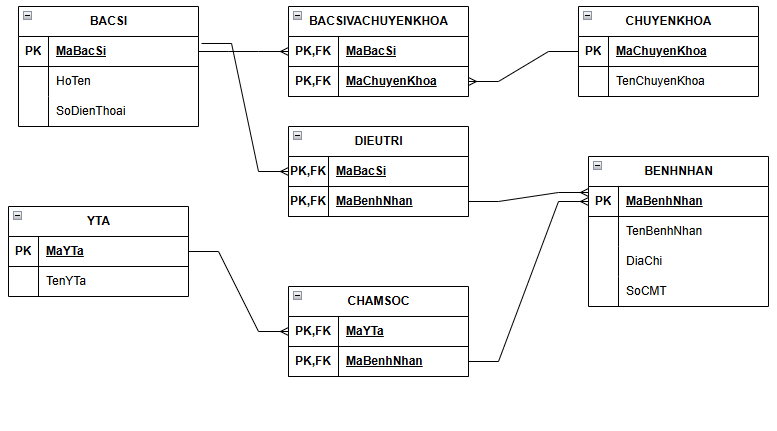 BACSI
PK MaBacSi
HoTen
SoDienThoai
BACSIVACHUYENKHOA
PK,FK MaBacSi
PK,FK MaChuyenKhoa
CHUYENKHOA
PK MaChuyenKhoa
TenChuyenKhoa
DIEUTRI
PK,FK MaBacSi
PK,FK MaBenhNhan
BENHNHAN
PK MaBenhNhan
TenBenhNhan
DiaChi
SoCMT
YTA
PK MaYTa
TenYTa
CHAMSOC
PK,FK MaYTa
PK,FK MaBenhNhan